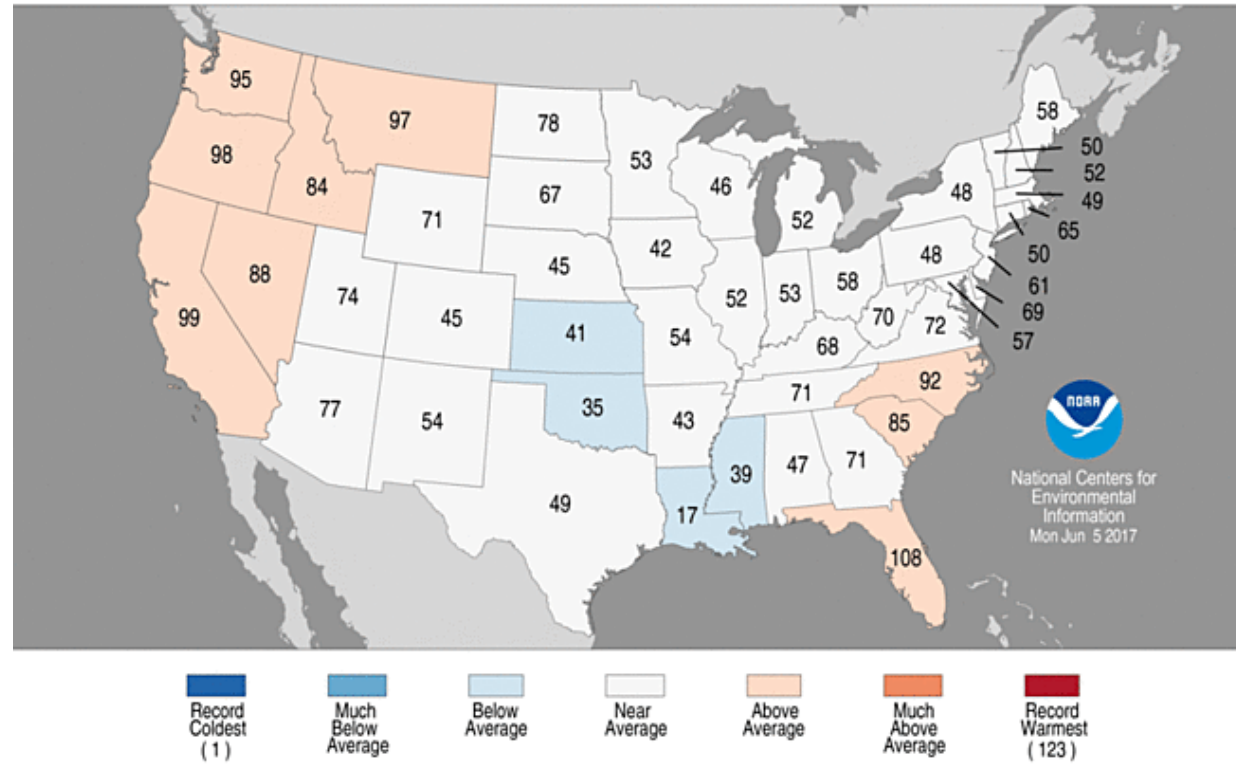 95
97
78
58
53
50
98
46
52
84
67
48
49
71
52
65
42
48
50
88
45
61
74
52
53
58
69
99
45
41
54
70
72
57
68
92
77
54
35
71
43
85
NOAA
39
47
71
49
17
National Centers for
Environmental
Information
Mon Jun 5 2017
108
Record
Coldest
(1)
Much
Below
Average
Below
Average
Near
Average
Above
Average
Much
Above
Average
Record
Warmest
(123)